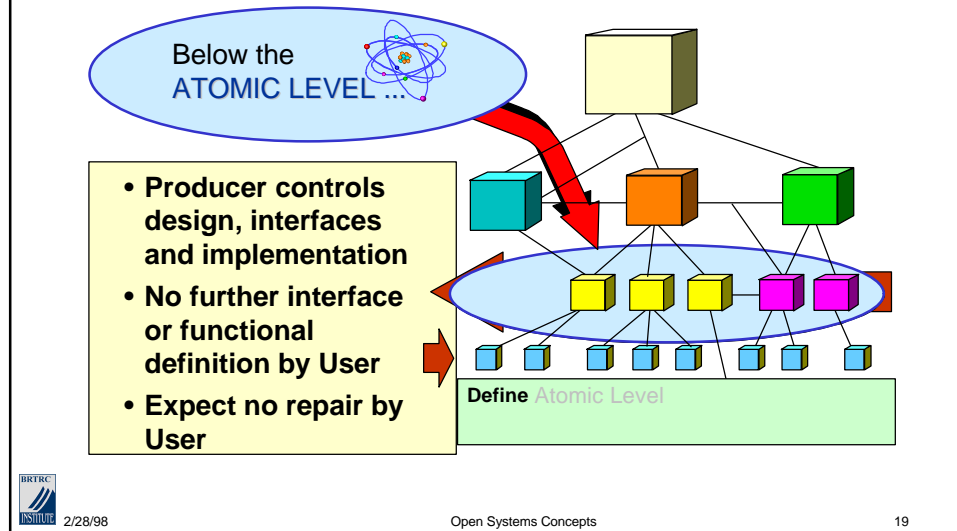 Below the
ATOMIC LEVEL ...
• Producer controls
design, interfaces
and implementation
• No further interface
or functional
definition by User
• Expect no repair by
User
Define Atomic Level
BRTRC
INSTITUTE
2/28/98
Open Systems Concepts
19